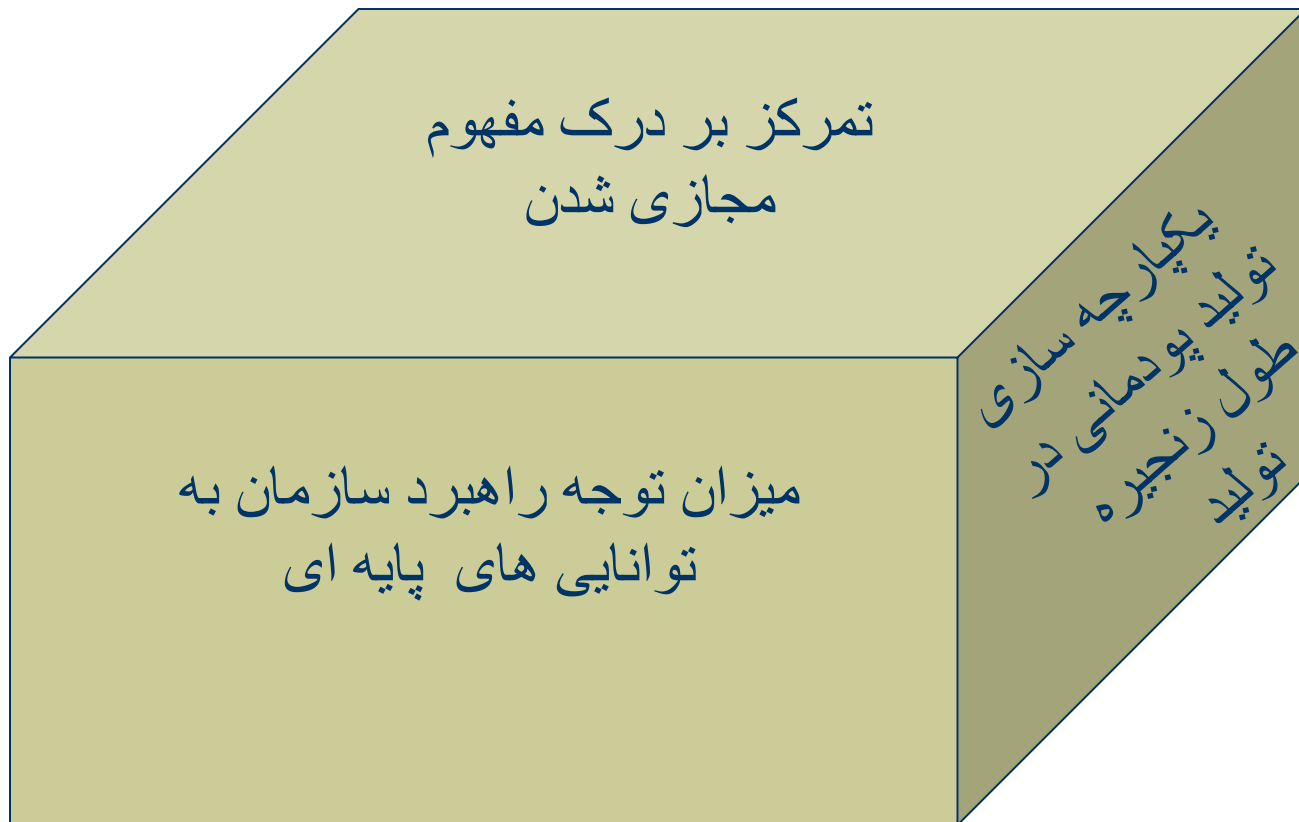 تمرکز بر درک مفهوم
مجازی شدن
یکپارچه سازی
تولید پودمانی در
طول زنجیره
تولید
میزان توجه راهبرد سازمان به
توانایی های پایه ای